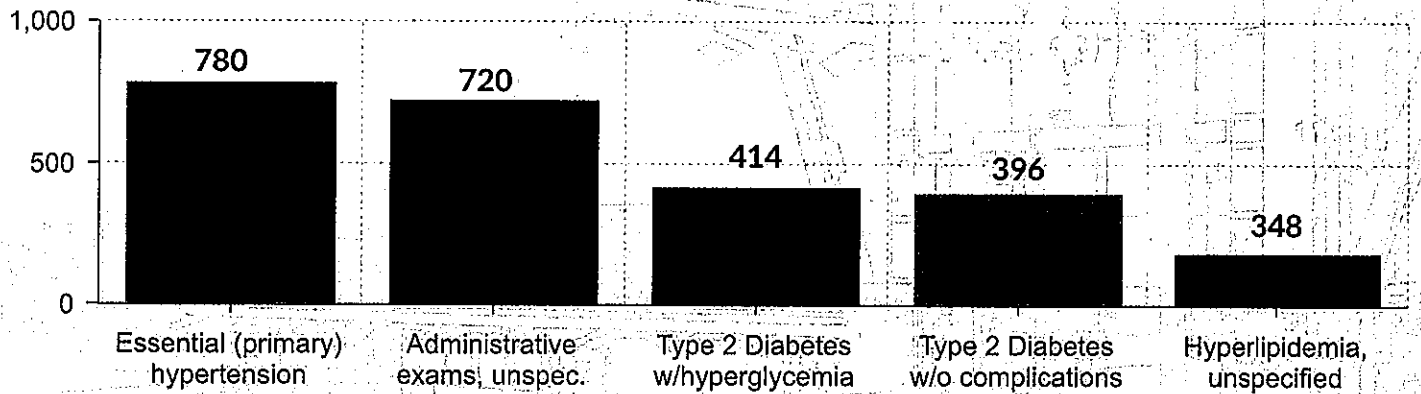 1,000
780
720
500
414
396
348
0
Essential (primary)
hypertension
Administrative
exams, unspec.
Type 2 Diabetes
w/hyperglycemia
Type 2 Diabetes
w/o complications
Hyperlipidemia,
unspecified